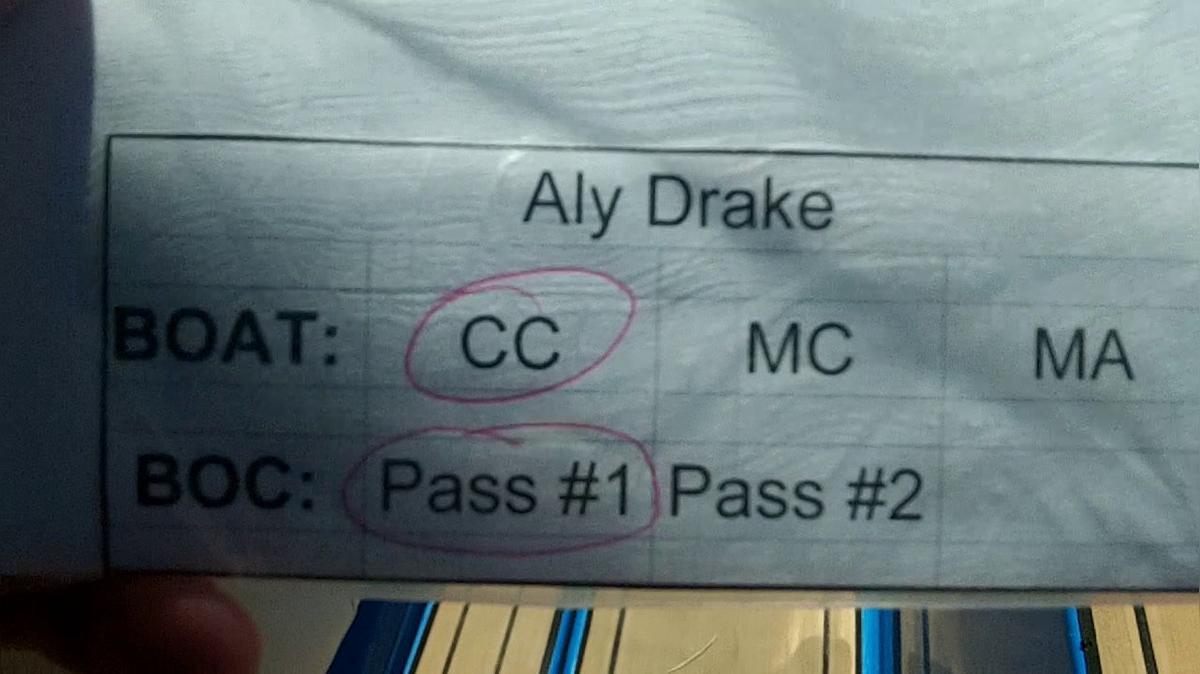 Aly Drake
BOAT: CC MC MA
BOC: Pass #1 Pass #2